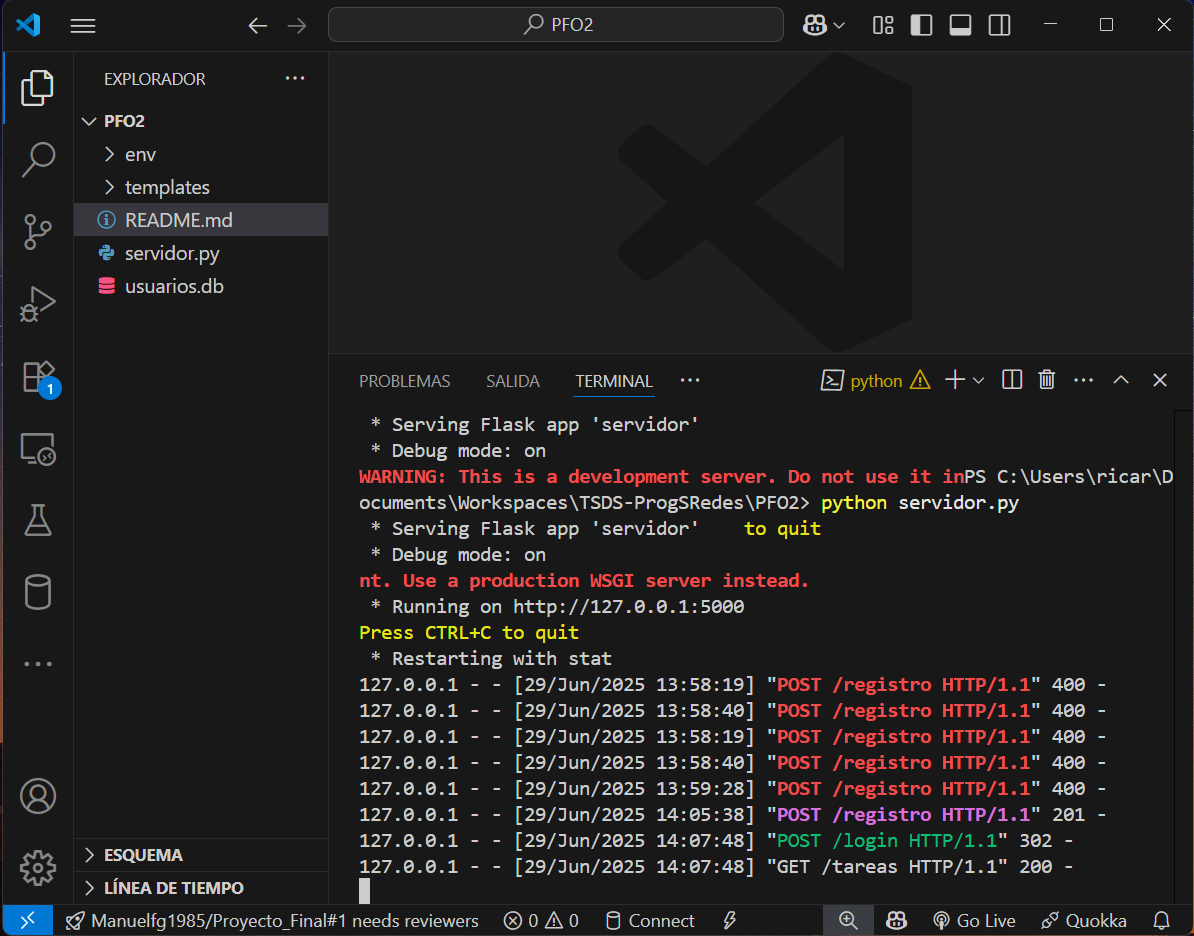 PFO2
EXPLORADOR
PFO2
env
templates
README.md
servidor.py
usuarios.db
1
ESQUEMA
LÍNEA DE TIEMPO
PROBLEMAS SALIDA TERMINAL python
* Serving Flask app 'servidor'
* Debug mode: on
WARNING: This is a development server. Do not use it inPS C:\Users\ricar\D
ocuments\Workspaces\TSDS-ProgSRedes\PFO2> python servidor.py
* Serving Flask app 'servidor' to quit
* Debug mode: on
nt. Use a production WSGI server instead.
* Running on http://127.0.0.1:5000
Press CTRL+C to quit
* Restarting with stat
127.0.0.1 - - [29/Jun/2025 13:58:19] "POST /registro HTTP/1.1" 400 -
127.0.0.1 - - [29/Jun/2025 13:58:40] "POST /registro HTTP/1.1" 400 -
127.0.0.1 - - [29/Jun/2025 13:58:19] "POST /registro HTTP/1.1" 400 -
127.0.0.1 - - [29/Jun/2025 13:58:40] "POST /registro HTTP/1.1" 400 -
127.0.0.1 - - [29/Jun/2025 13:59:28] "POST /registro HTTP/1.1" 400 -
127.0.0.1 - - [29/Jun/2025 14:05:38] "POST /registro HTTP/1.1" 201 -
127.0.0.1 - - [29/Jun/2025 14:07:48] "POST /login HTTP/1.1" 302 -
127.0.0.1 - - [29/Jun/2025 14:07:48] "GET /tareas HTTP/1.1" 200 -
Manuelfg1985/Proyecto_Final#1 needs reviewers 0 0 Connect Go Live Quokka